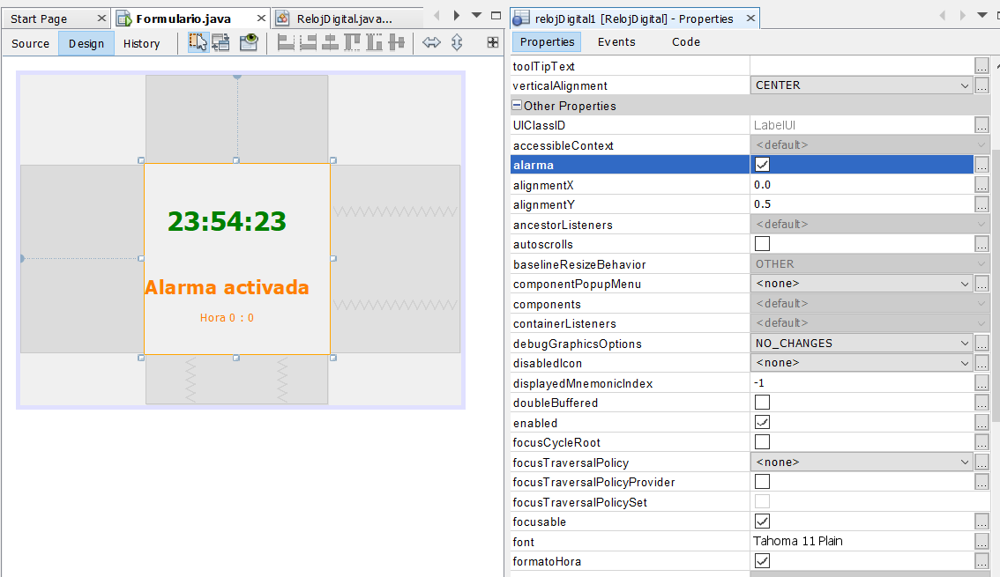 Start Page
Formulario.java
RelojDigital.java...
Source
Design
History
23:54:23
Alarma activada
Hora 0 : 0
relojDigital1 [RelojDigital] - Properties
Properties
Events
Code
toolTipText ...
verticalAlignment CENTER ...
Other Properties
UIClassID LabelUI ...
accessibleContext <default>
alarma ...
alignmentX 0.0 ...
alignmentY 0.5 ...
ancestorListeners <default>
autoscrolls ...
baselineResizeBehavior OTHER
componentPopupMenu <none> ...
components <default>
containerListeners <default>
debugGraphicsOptions NO_CHANGES ...
disabledIcon <none> ...
displayedMnemonicIndex -1 ...
doubleBuffered ...
enabled ...
focusCycleRoot ...
focusTraversalPolicy <none> ...
focusTraversalPolicyProvider ...
focusTraversalPolicySet
focusable ...
font Tahoma 11 Plain ...
formatoHora ...